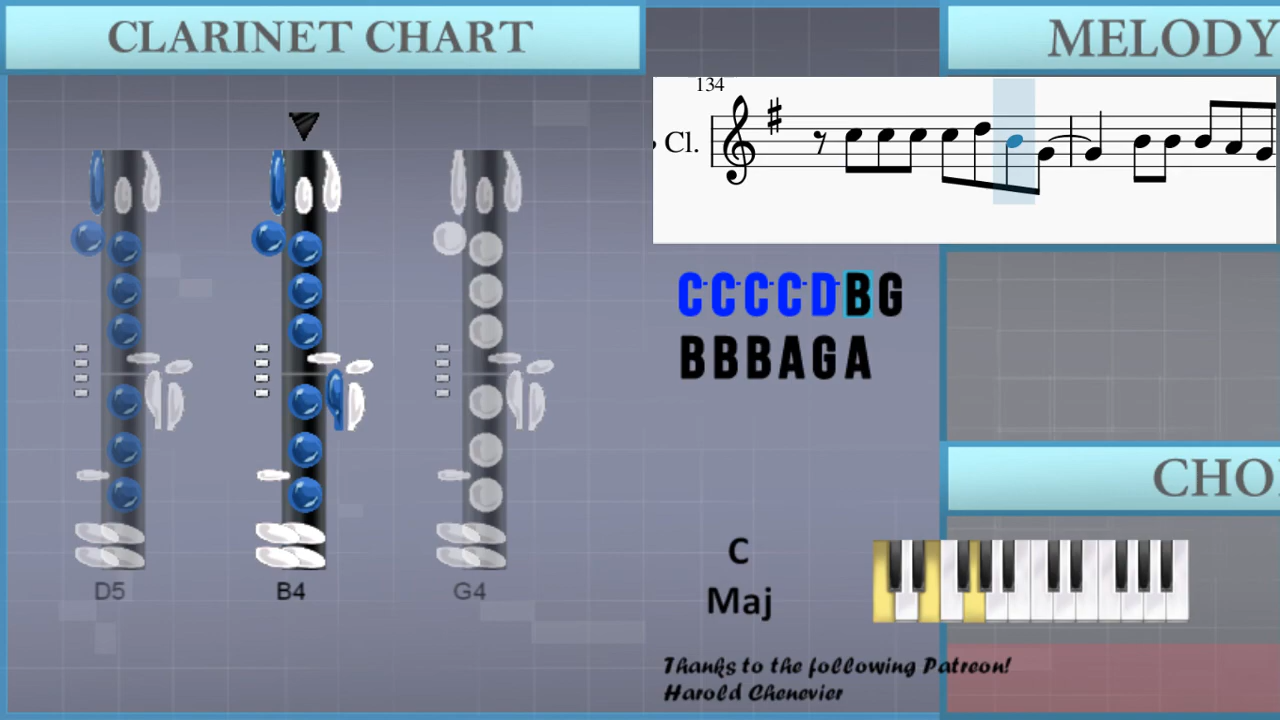 CLARINET CHART
MELODY
134
Cl.
CCCCDBG
BBBAGA
D5
B4
G4
CHO
C
Maj
Thanks to the following Patreon!
Harold Chenevier